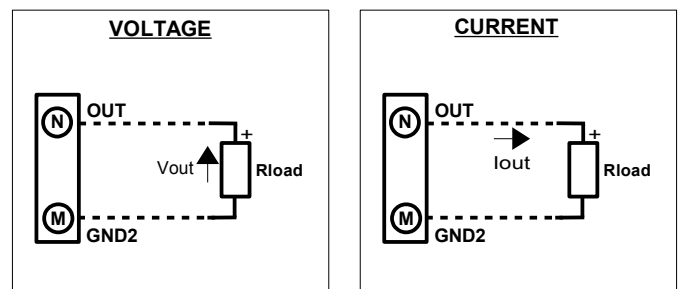 VOLTAGE
N
OUT
+
Vout
Rload
M
GND2
CURRENT
N
OUT
+
Iout
Rload
M
GND2